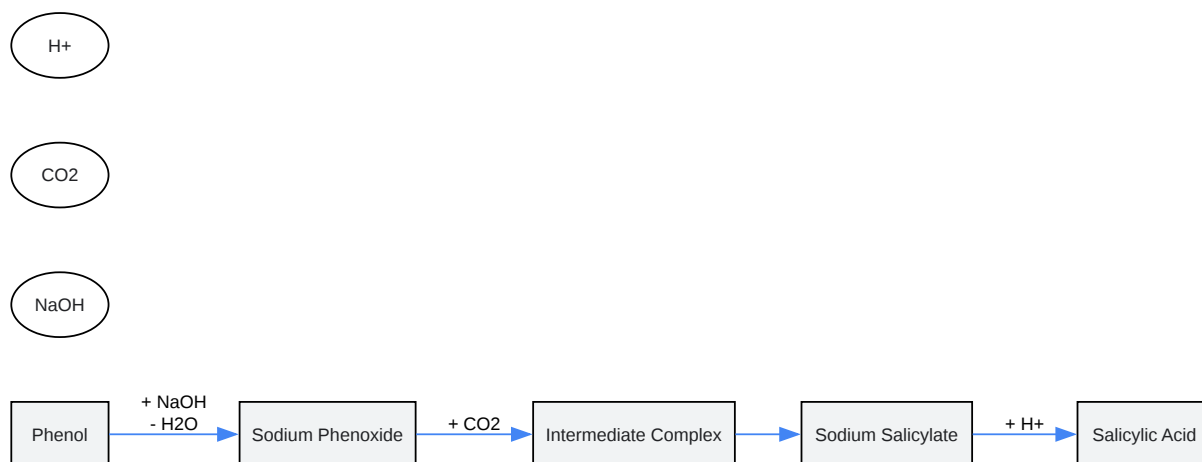 H+
CO2
NaOH
+ NaOH
- H2O
Phenol
Sodium Phenoxide
+ CO2
Intermediate Complex
Sodium Salicylate
+ H+
Salicylic Acid